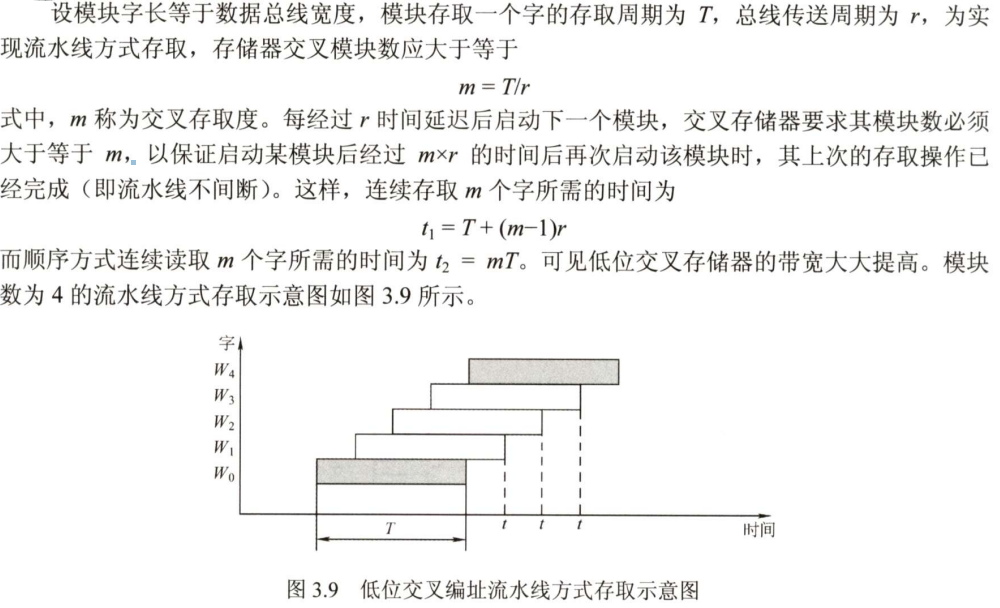 设模块字长等于数据总线宽度，模块存取一个字的存取周期为 T，总线传送周期为 r，为实
现流水线方式存取，存储器交叉模块数应大于等于
m = T/r
式中，m 称为交叉存取度。每经过 r 时间延迟后启动下一个模块，交叉存储器要求其模块数必须
大于等于 m，以保证启动某模块后经过 m×r 的时间后再次启动该模块时，其上次的存取操作已
经完成（即流水线不间断）。这样，连续存取 m 个字所需的时间为
t₁ = T + (m−1)r
而顺序方式连续读取 m 个字所需的时间为 t₂ = mT。可见低位交叉存储器的带宽大大提高。模块
数为 4 的流水线方式存取示意图如图 3.9 所示。
字
W₄
W₃
W₂
W₁
W₀
T
t t t
时间
图 3.9 低位交叉编址流水线方式存取示意图